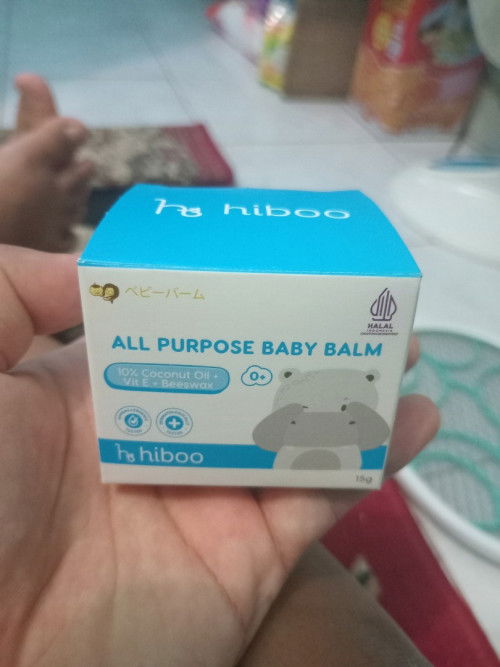 hiboo
ベビーバーム
HALAL
INDONESIA
ALL PURPOSE BABY BALM
10% Coconut Oil +
Vit E + Beeswax
0+
hiboo
15g